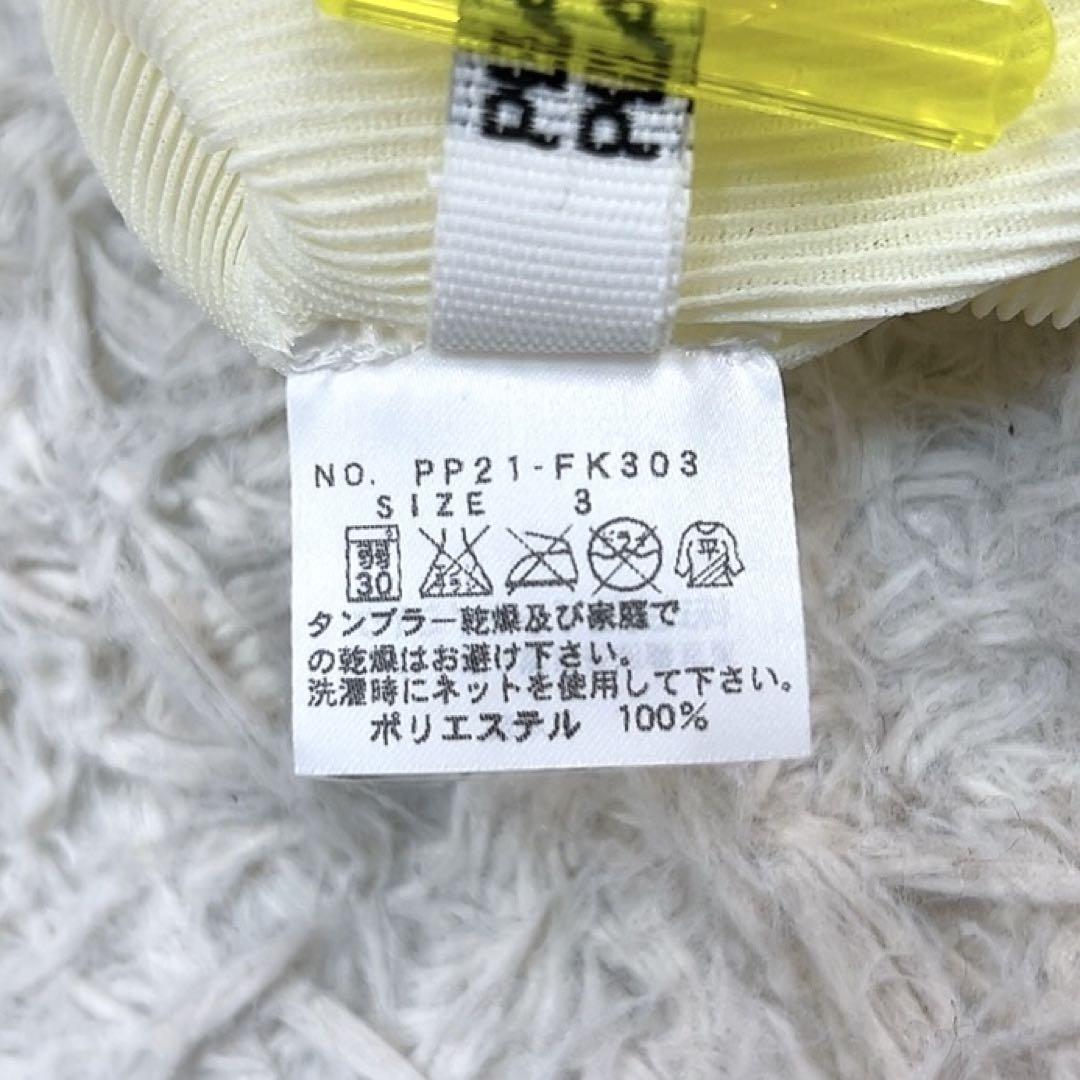 NO. PP21-FK303
SIZE 3
弱
30
平
タンブラー乾燥及び家庭で
の乾燥はお避け下さい。
洗濯時にネットを使用して下さい。
ポリエステル 100%